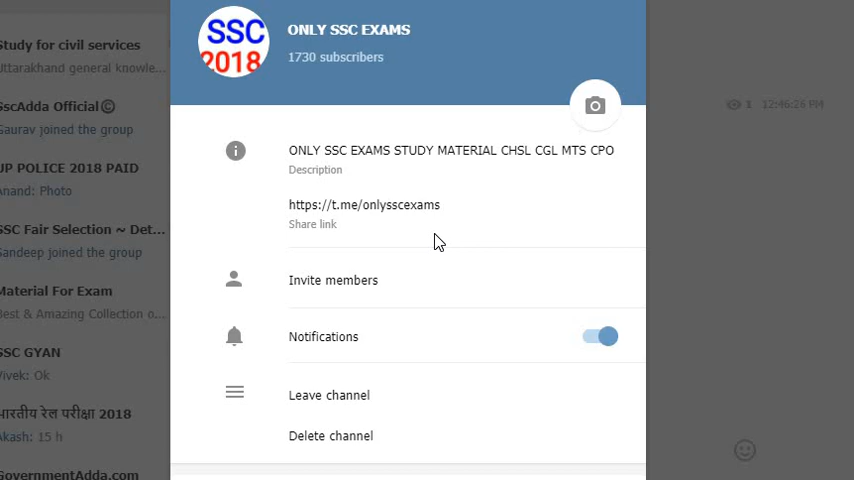 Study for civil services
Uttarakhand general knowle...
SscAdda Official©
Gaurav joined the group
UP POLICE 2018 PAID
Anand: Photo
SSC Fair Selection ~ Det...
Sandeep joined the group
Material For Exam
Best & Amazing Collection o...
SSC GYAN
Vivek: Ok
भारतीय रेल परीक्षा 2018
Akash: 15 h
GovernmentAdda.com
SSC
2018
ONLY SSC EXAMS
1730 subscribers
ONLY SSC EXAMS STUDY MATERIAL CHSL CGL MTS CPO
Description
https://t.me/onlysscexams
Share link
Invite members
Notifications
Leave channel
Delete channel
1 12:46:26 PM